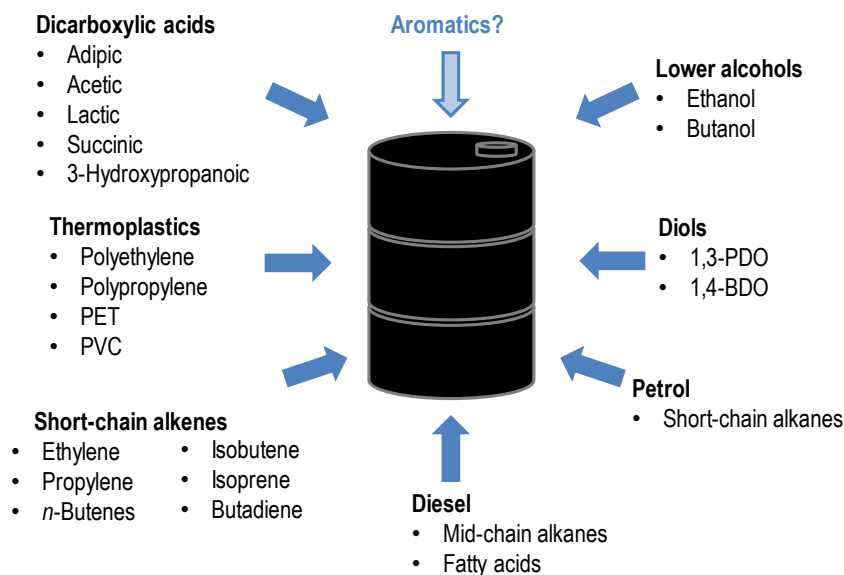 Dicarboxylic acids
• Adipic
• Acetic
• Lactic
• Succinic
• 3-Hydroxypropanoic
Aromatics?
Lower alcohols
• Ethanol
• Butanol
Thermoplastics
• Polyethylene
• Polypropylene
• PET
• PVC
Diols
• 1,3-PDO
• 1,4-BDO
Short-chain alkenes
• Ethylene
• Propylene
• n-Butenes
• Isobutene
• Isoprene
• Butadiene
Diesel
• Mid-chain alkanes
• Fatty acids
Petrol
• Short-chain alkanes